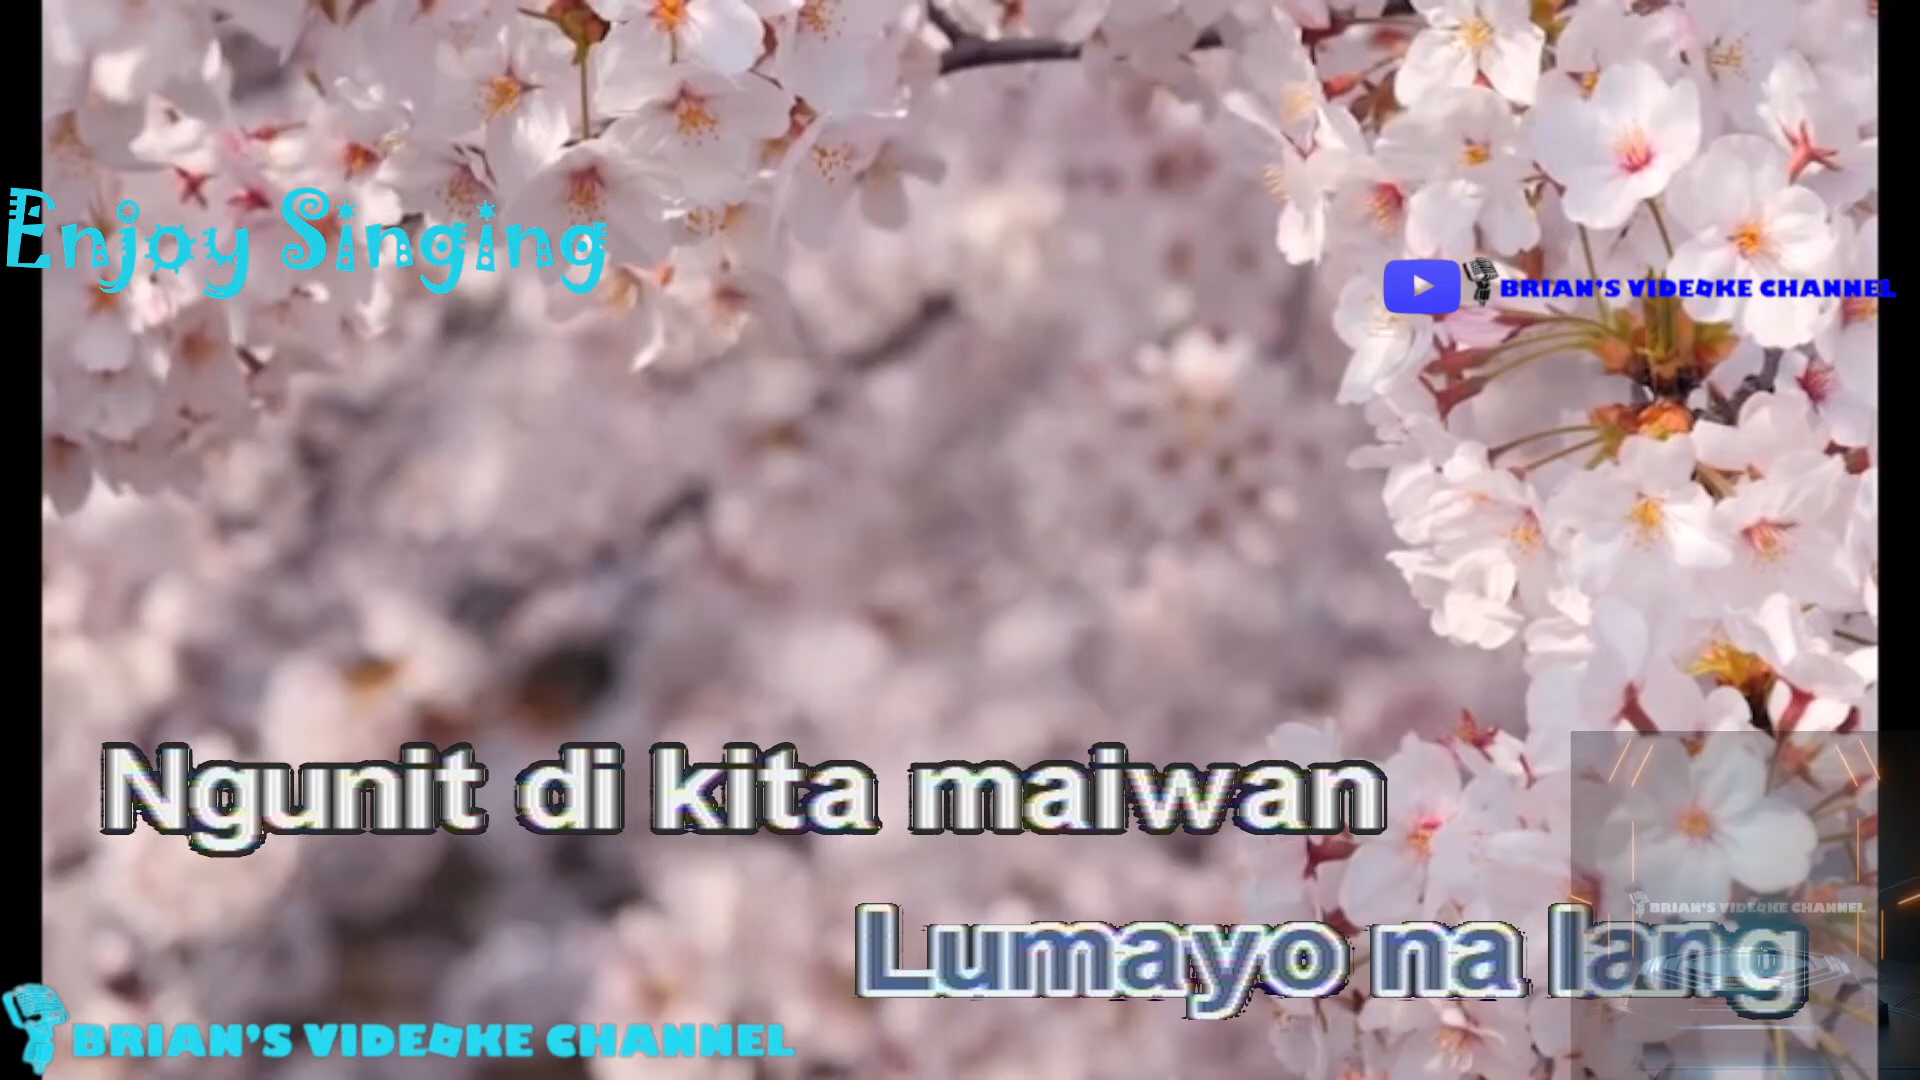 Enjoy Singing
BRIAN'S VIDEOKE CHANNEL
Ngunit di kita maiwan
BRIAN'S VIDEOKE CHANNEL
Lumayo na lang
BRIAN'S VIDEOKE CHANNEL